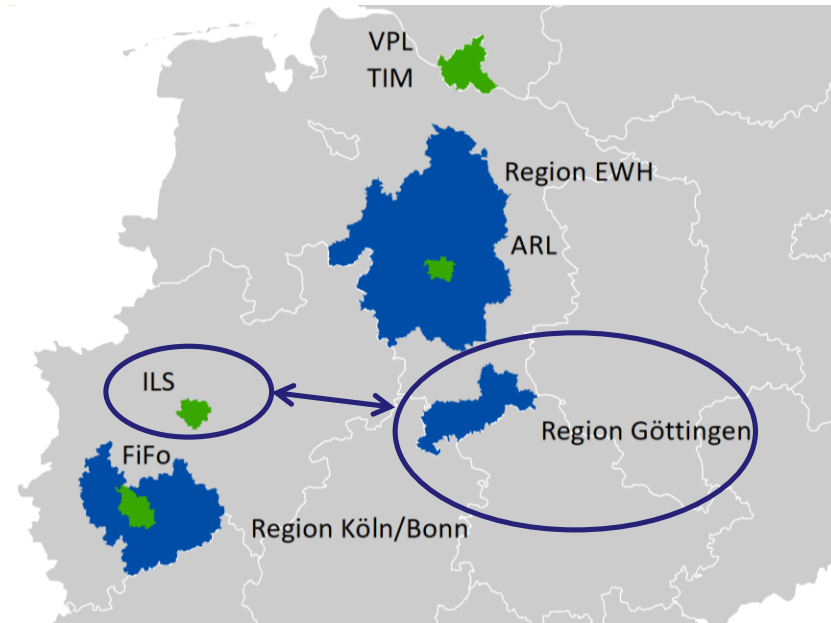 VPL
TIM
Region EWH
ARL
ILS
Region Göttingen
FiFo
Region Köln/Bonn